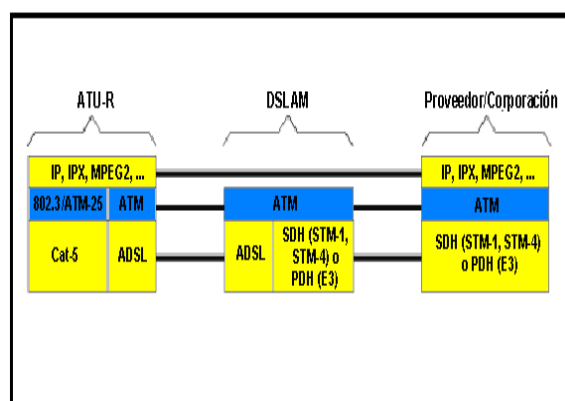 ATU-R
DSLAM
Proveedor/Corporación
IP, IPX, MPEG2, ...
IP, IPX, MPEG2, ...
802.3/ATM-25
ATM
ATM
ATM
Cat-5
ADSL
ADSL
SDH (STM-1,
STM-4) o
PDH (E3)
SDH (STM-1, STM-4)
o PDH (E3)